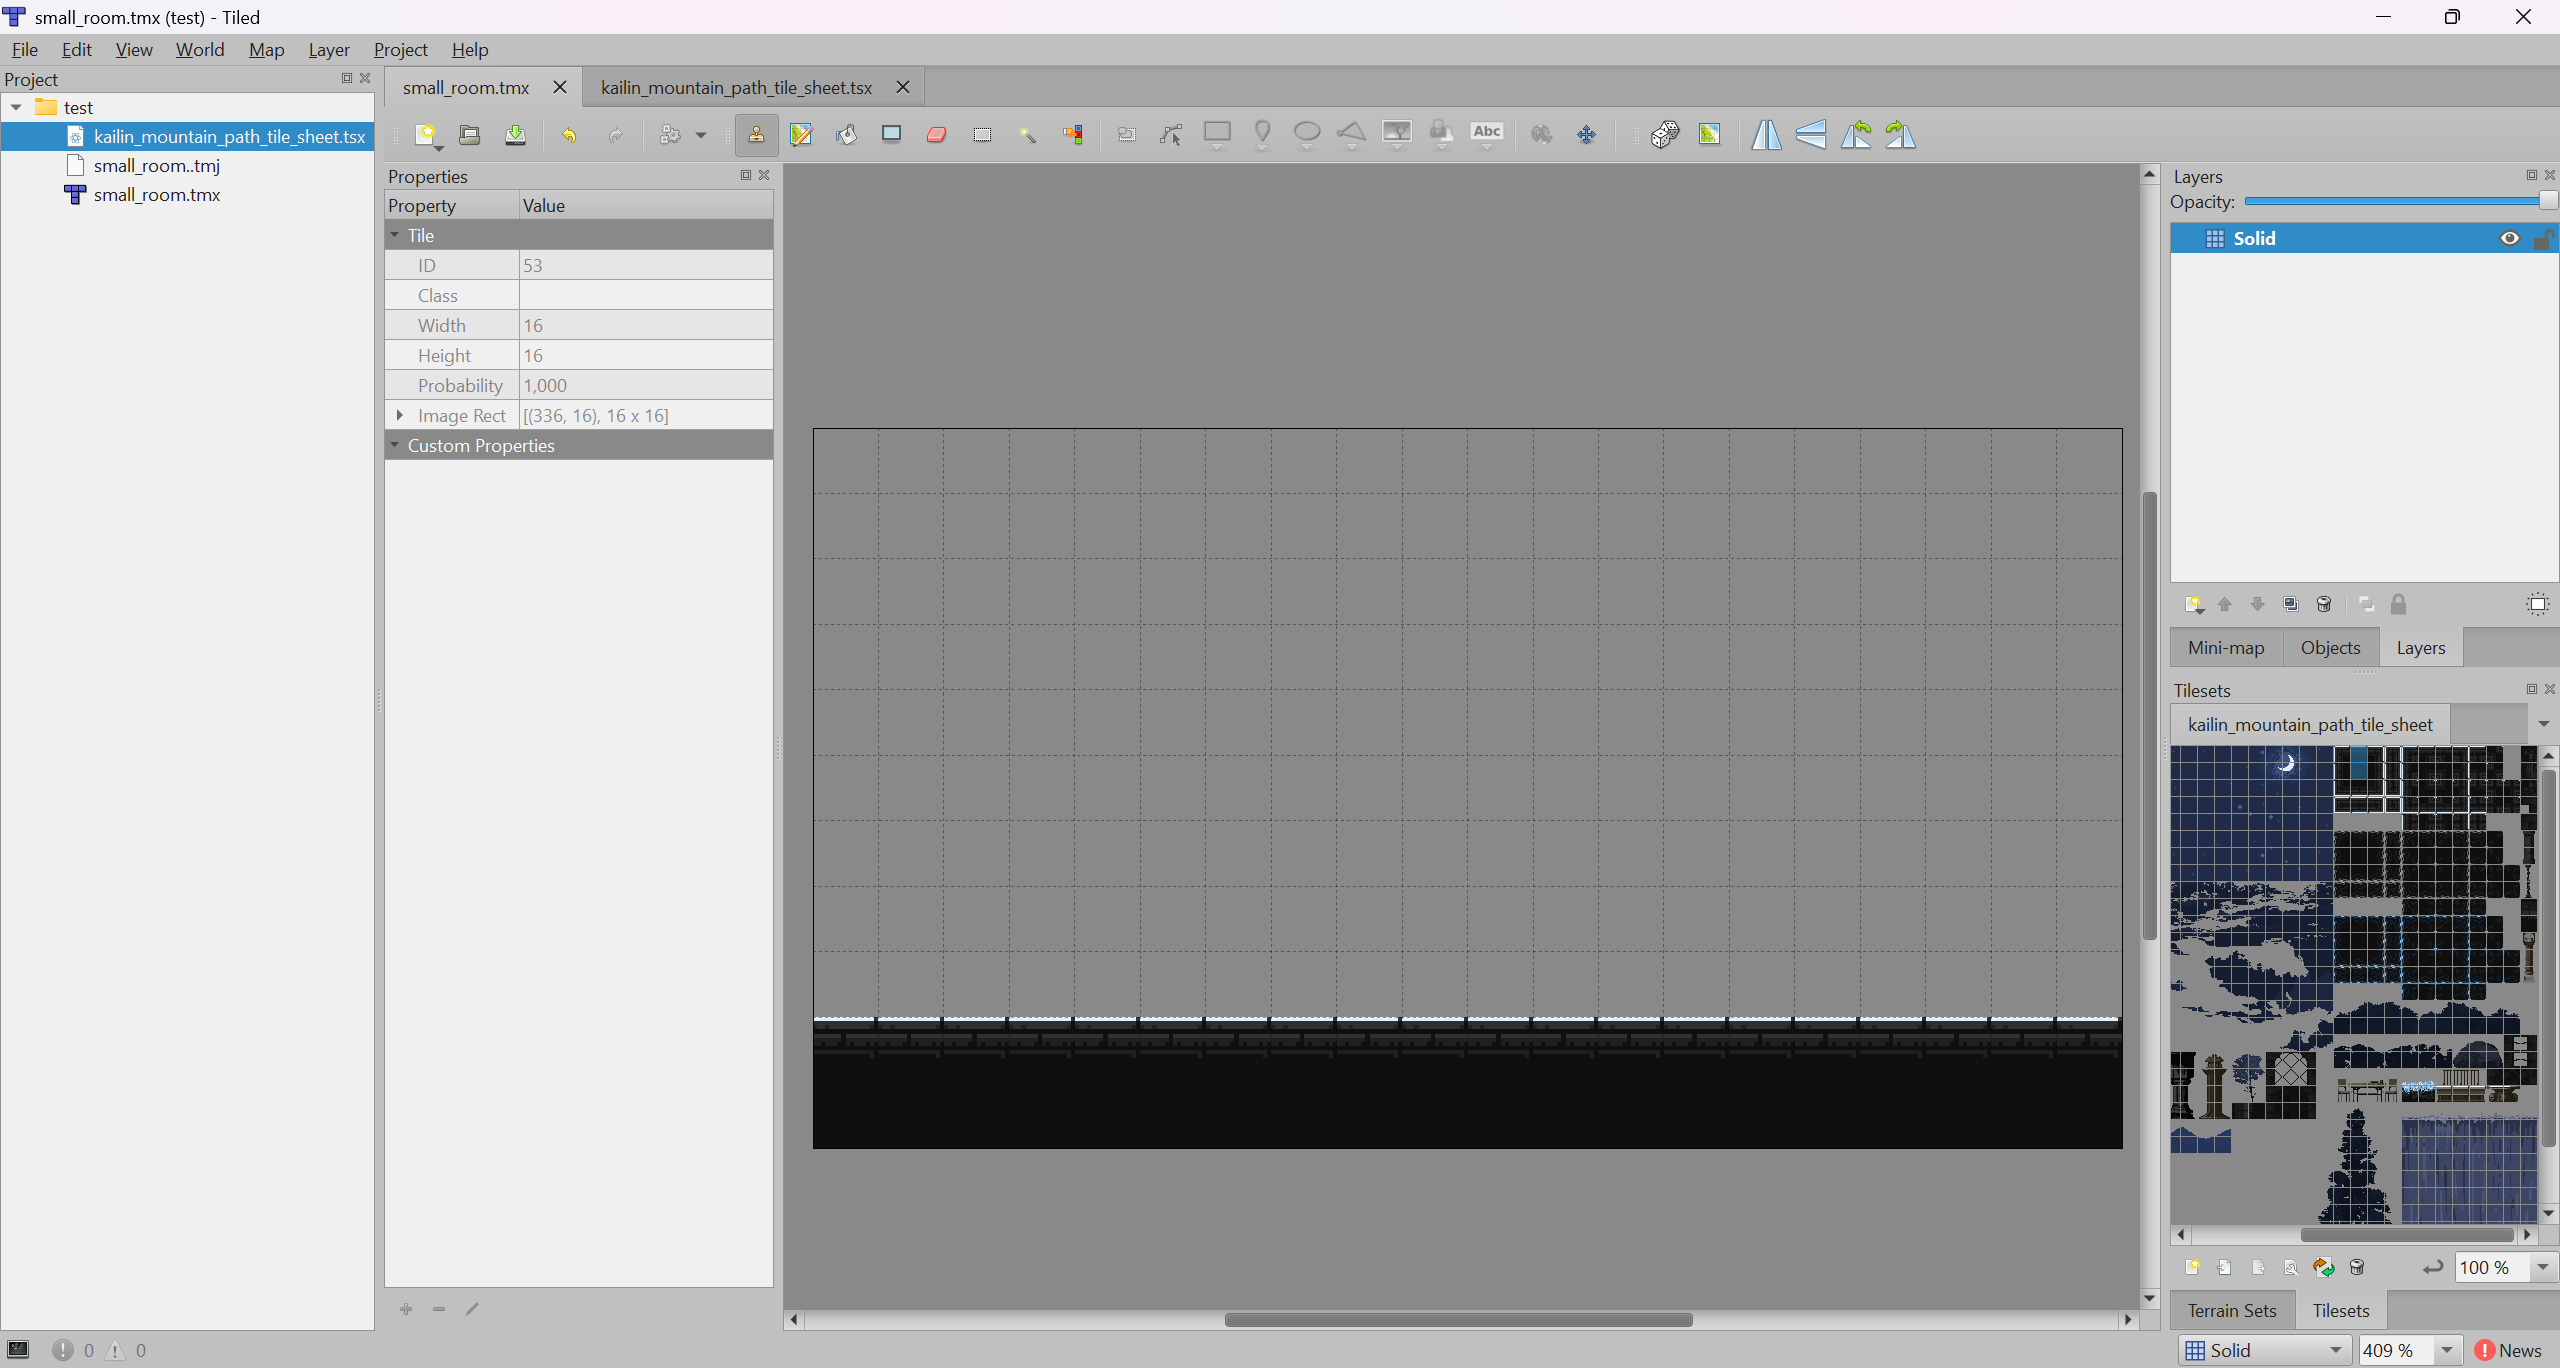 small_room.tmx (test) - Tiled
File Edit View World Map Layer Project Help
Project
test
kailin_mountain_path_tile_sheet.tsx
small_room..tmj
small_room.tmx
small_room.tmx
kailin_mountain_path_tile_sheet.tsx
Abc
Properties
Property Value
Tile
ID 53
Class
Width 16
Height 16
Probability 1,000
Image Rect [(336, 16), 16 x 16]
Custom Properties
Layers
Opacity:
Solid
Mini-map Objects Layers
Tilesets
kailin_mountain_path_tile_sheet
100 %
Terrain Sets Tilesets
0 0
Solid 409 % News